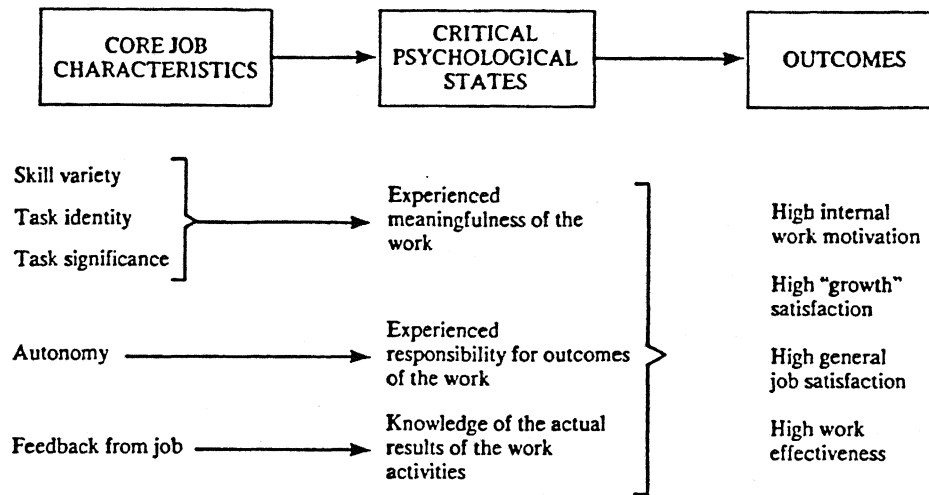 CORE JOB
CHARACTERISTICS
CRITICAL
PSYCHOLOGICAL
STATES
OUTCOMES
Skill variety
Task identity
Task significance
Experienced
meaningfulness of the
work
Autonomy
Experienced
responsibility for outcomes
of the work
Feedback from job
Knowledge of the actual
results of the work
activities
High internal
work motivation
High "growth"
satisfaction
High general
job satisfaction
High work
effectiveness